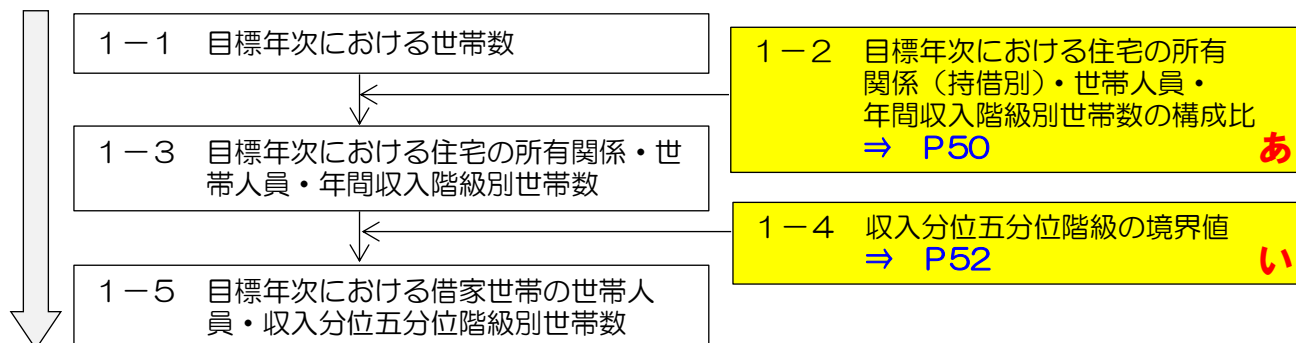 １－１　目標年次における世帯数
１－２　目標年次における住宅の所有
関係（持借別）・世帯人員・
年間収入階級別世帯数の構成比
⇒　P50
あ
１－３　目標年次における住宅の所有関係・世
帯人員・年間収入階級別世帯数
１－４　収入分位五分位階級の境界値
⇒　P52
い
１－５　目標年次における借家世帯の世帯人
員・収入分位五分位階級別世帯数